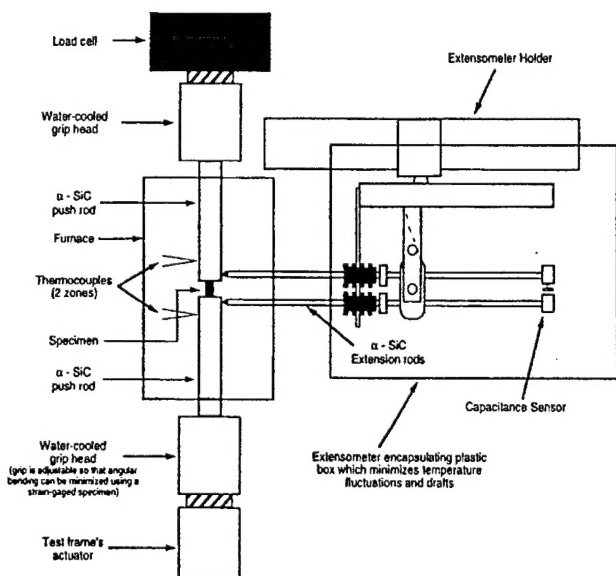 Load cell
Extensometer Holder
Water-cooled
grip head
α - SiC
push rod
Furnace
Thermocouples
(2 zones)
Specimen
α - SiC
push rod
α - SiC
Extension rods
Capacitance Sensor
Water-cooled
grip head
(grip is adjustable so that angular
bending can be minimized using a
strain-gaged specimen)
Extensometer encapsulating plastic
box which minimizes temperature
fluctuations and drafts
Test frame's
actuator